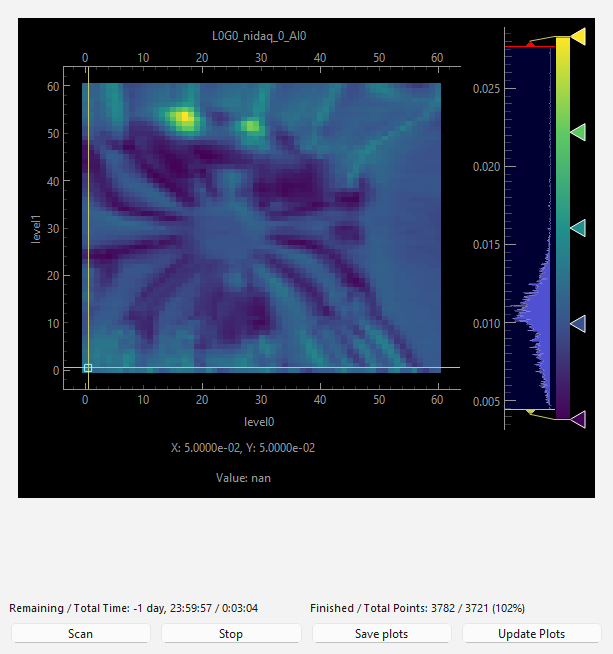 L0G0_nidaq_0_AI0
0 10 20 30 40 50 60
60
50
40
30
20
10
0
level1
0 10 20 30 40 50 60
level0
X: 5.0000e-02, Y: 5.0000e-02
Value: nan
0.025
0.020
0.015
0.010
0.005
Remaining / Total Time: -1 day, 23:59:57 / 0:03:04
Finished / Total Points: 3782 / 3721 (102%)
Scan
Stop
Save plots
Update Plots